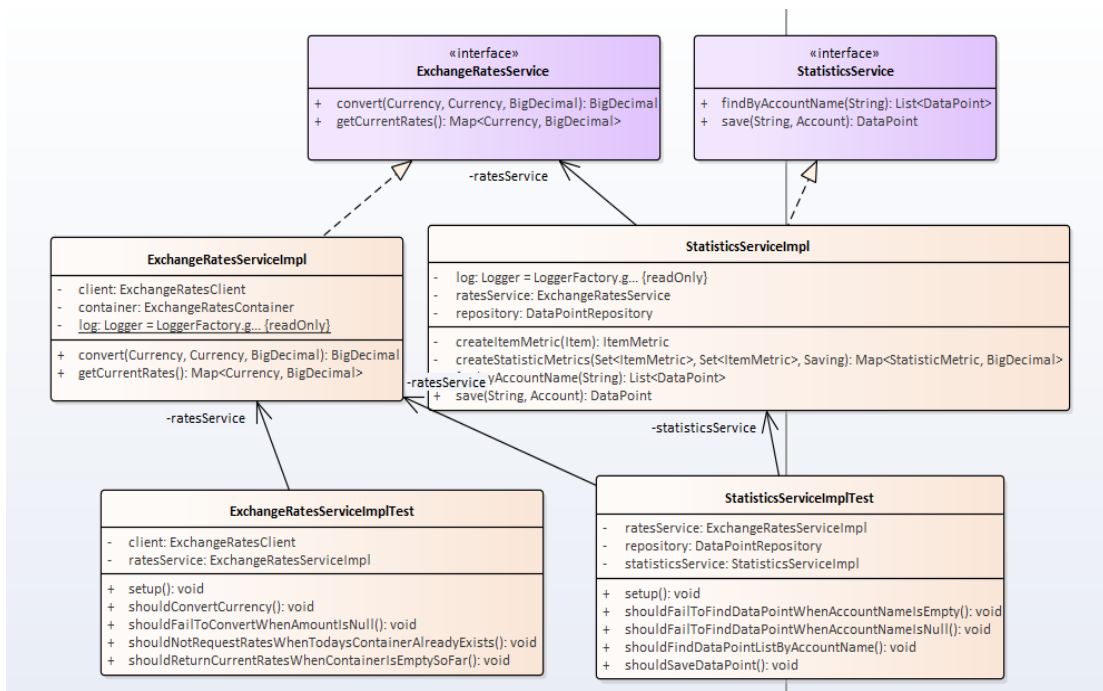 «interface»
ExchangeRatesService
+ convert(Currency, Currency, BigDecimal): BigDecimal
+ getCurrentRates(): Map<Currency, BigDecimal>
«interface»
StatisticsService
+ findByAccountName(String): List<DataPoint>
+ save(String, Account): DataPoint
-ratesService
ExchangeRatesServiceImpl
- client: ExchangeRatesClient
- container: ExchangeRatesContainer
- log: Logger = LoggerFactory.g... {readOnly}
+ convert(Currency, Currency, BigDecimal): BigDecimal
+ getCurrentRates(): Map<Currency, BigDecimal>
StatisticsServiceImpl
- log: Logger = LoggerFactory.g... {readOnly}
- ratesService: ExchangeRatesService
- repository: DataPointRepository
- createItemMetric(Item): ItemMetric
- createStatisticMetrics(Set<ItemMetric>, Set<ItemMetric>, Saving): Map<StatisticMetric, BigDecimal>
yAccountName(String): List<DataPoint>
+ save(String, Account): DataPoint
-ratesService
-ratesService
-statisticsService
ExchangeRatesServiceImplTest
- client: ExchangeRatesClient
- ratesService: ExchangeRatesServiceImpl
+ setup(): void
+ shouldConvertCurrency(): void
+ shouldFailToConvertWhenAmountIsNull(): void
+ shouldNotRequestRatesWhenTodaysContainerAlreadyExists(): void
+ shouldReturnCurrentRatesWhenContainerIsEmptySoFar(): void
StatisticsServiceImplTest
- ratesService: ExchangeRatesServiceImpl
- repository: DataPointRepository
- statisticsService: StatisticsServiceImpl
+ setup(): void
+ shouldFailToFindDataPointWhenAccountNameIsEmpty(): void
+ shouldFailToFindDataPointWhenAccountNameIsNull(): void
+ shouldFindDataPointListByAccountName(): void
+ shouldSaveDataPoint(): void